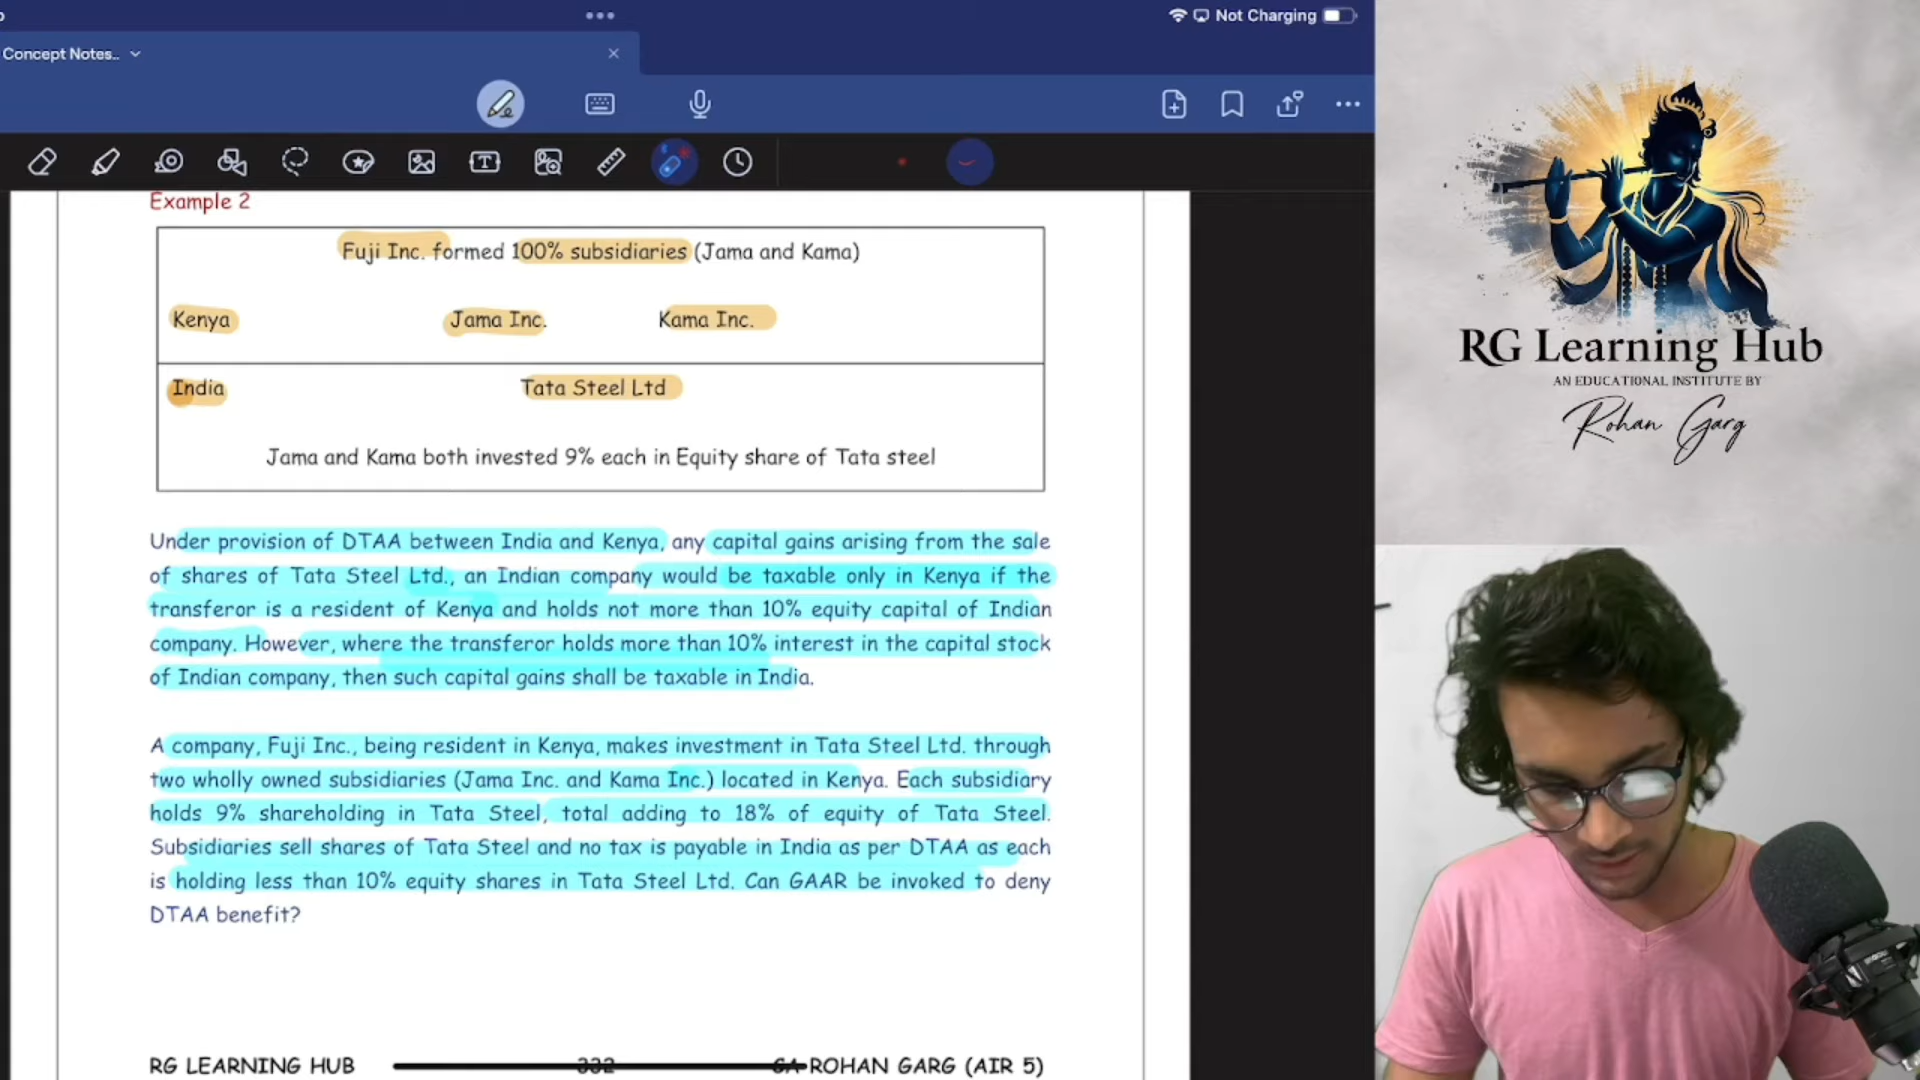 Not Charging
Concept Notes..
Example 2
Fuji Inc. formed 100% subsidiaries (Jama and Kama)
Kenya Jama Inc. Kama Inc.
India Tata Steel Ltd
Jama and Kama both invested 9% each in Equity share of Tata steel
Under provision of DTAA between India and Kenya, any capital gains arising from the sale
of shares of Tata Steel Ltd., an Indian company would be taxable only in Kenya if the
transferor is a resident of Kenya and holds not more than 10% equity capital of Indian
company. However, where the transferor holds more than 10% interest in the capital stock
of Indian company, then such capital gains shall be taxable in India.
A company, Fuji Inc., being resident in Kenya, makes investment in Tata Steel Ltd. through
two wholly owned subsidiaries (Jama Inc. and Kama Inc.) located in Kenya. Each subsidiary
holds 9% shareholding in Tata Steel, total adding to 18% of equity of Tata Steel.
Subsidiaries sell shares of Tata Steel and no tax is payable in India as per DTAA as each
is holding less than 10% equity shares in Tata Steel Ltd. Can GAAR be invoked to deny
DTAA benefit?
RG LEARNING HUB 332 CA ROHAN GARG (AIR 5)
RG Learning Hub
AN EDUCATIONAL INSTITUTE BY
Rohan Garg